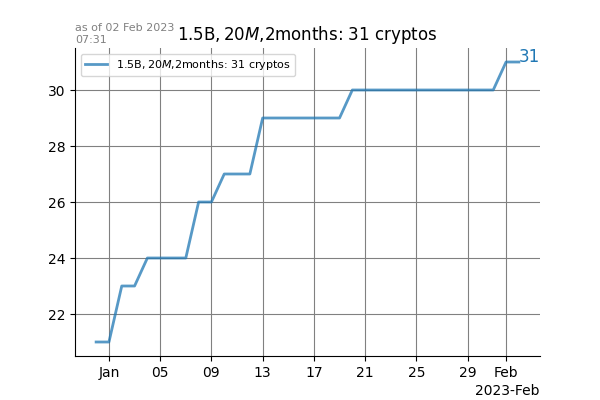 as of 02 Feb 2023
07:31
1.5B, 20M,2months: 31 cryptos
1.5B, 20M,2months: 31 cryptos
31
30
28
26
24
22
Jan 05 09 13 17 21 25 29 Feb
2023-Feb